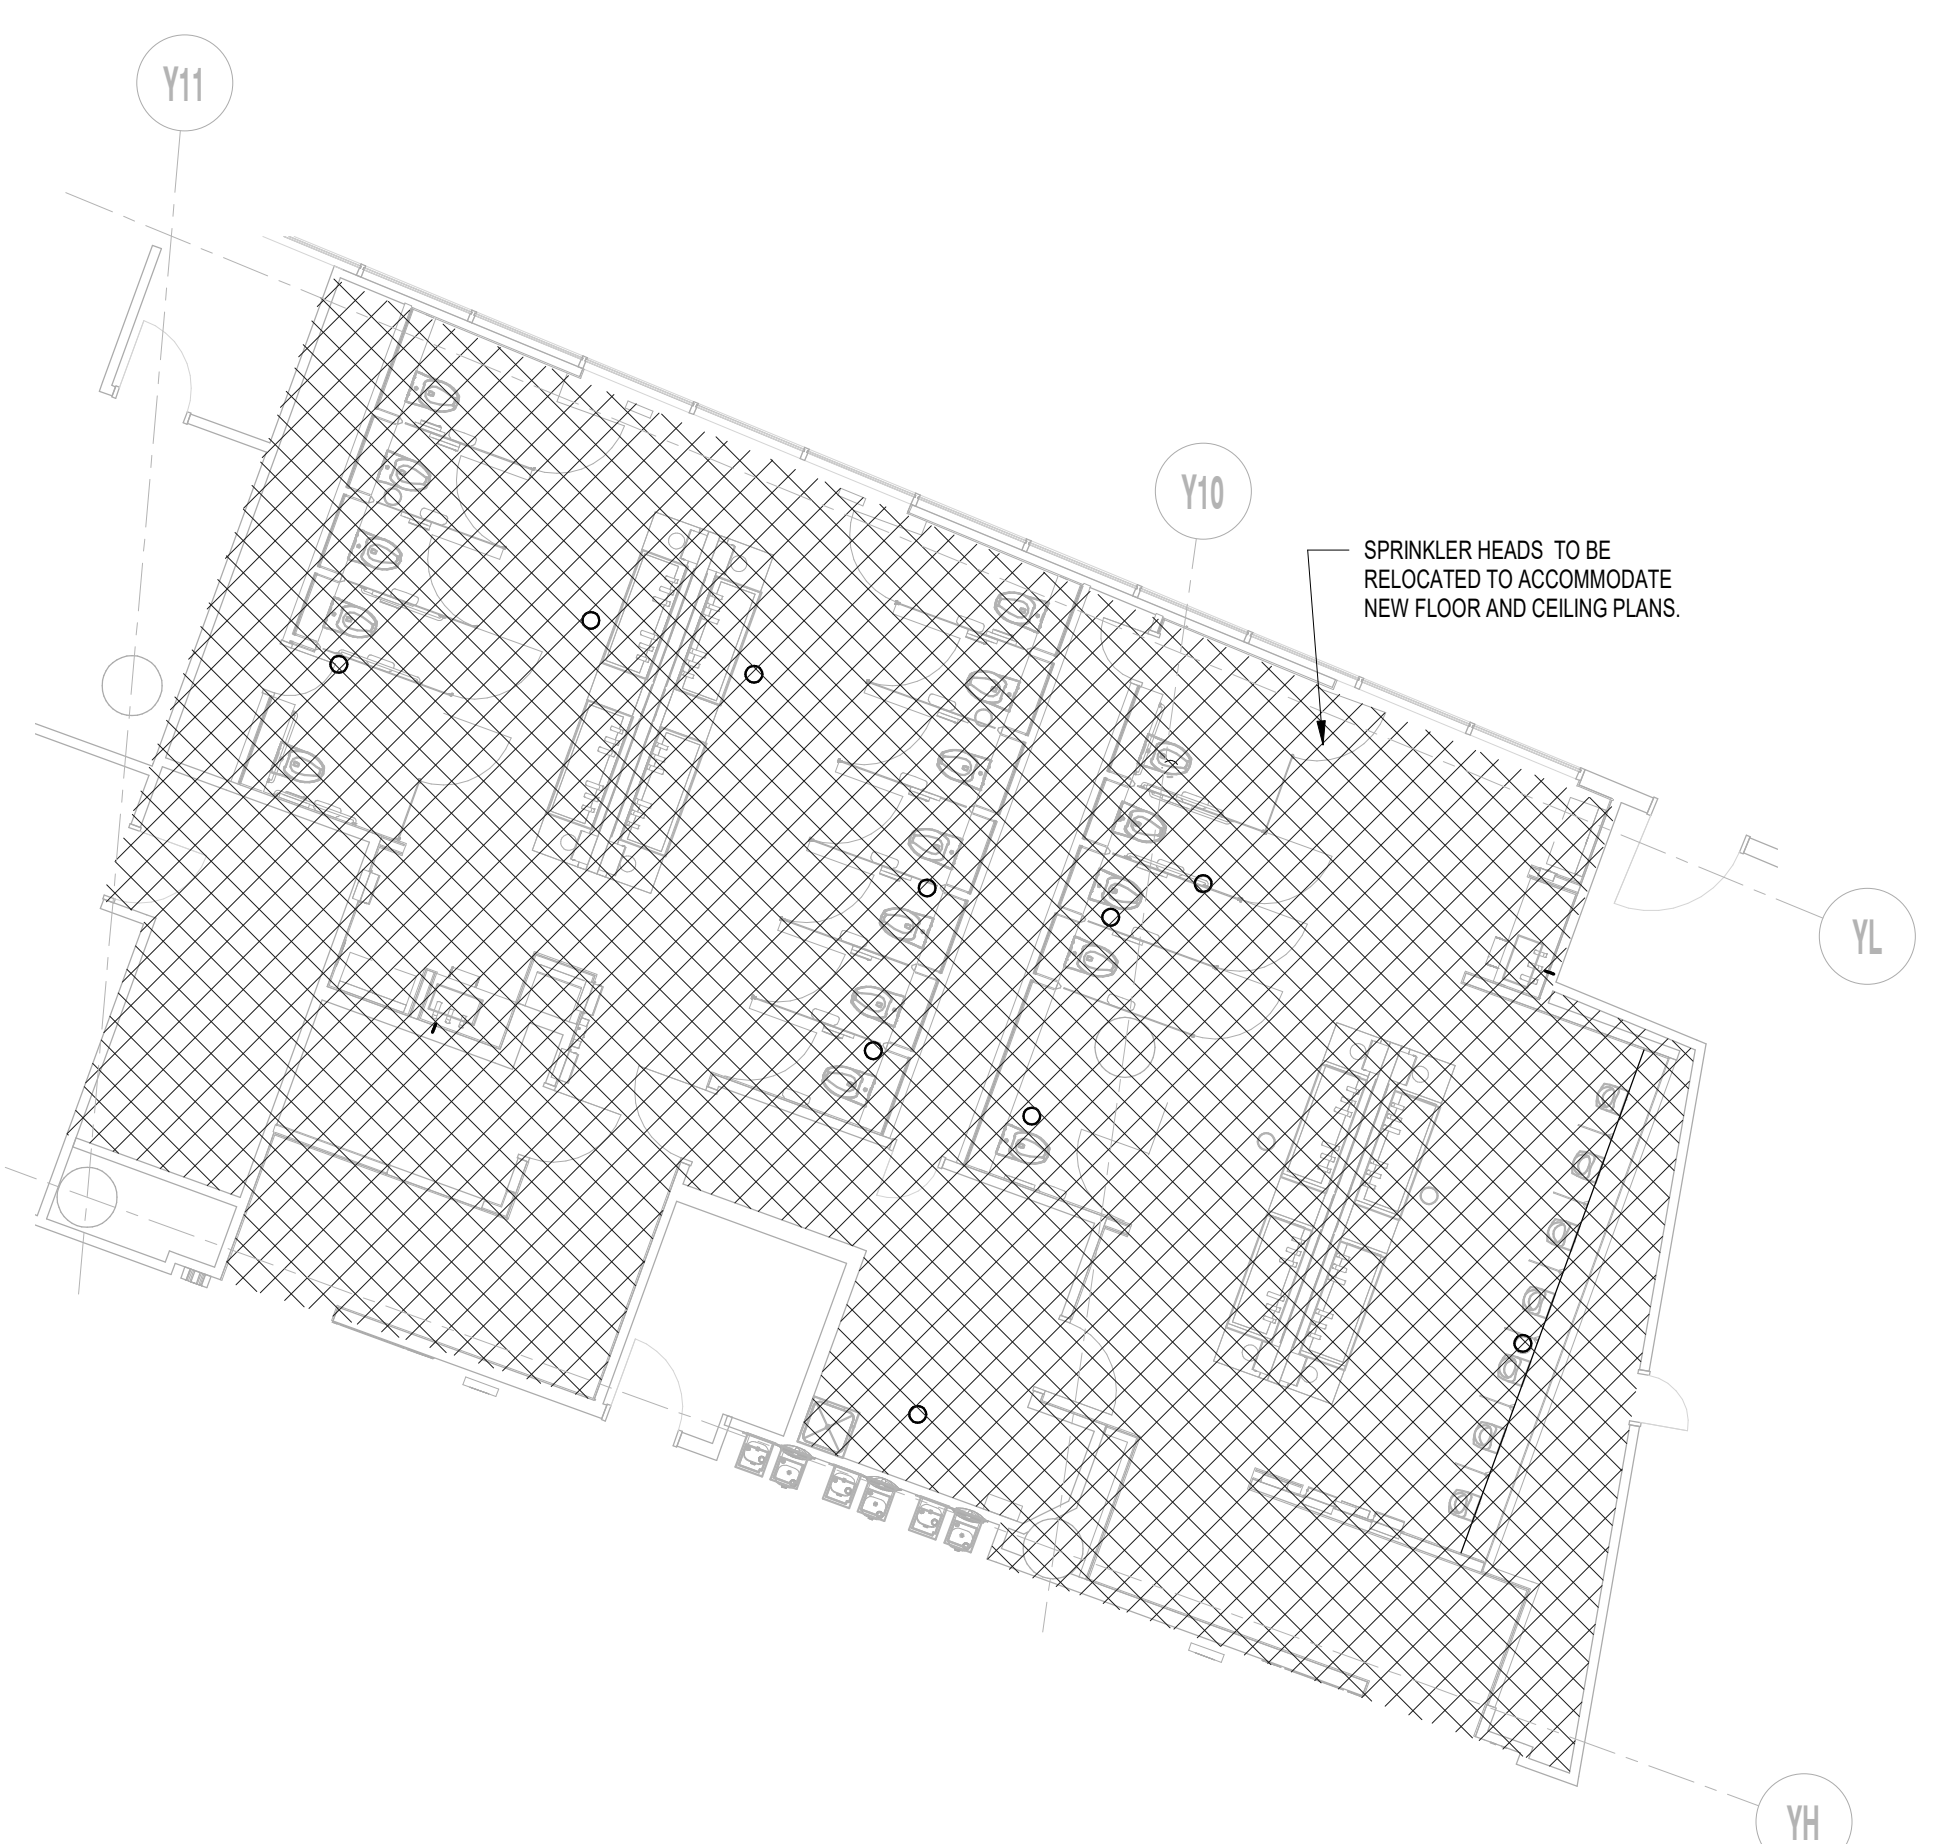 Y11
Y10
SPRINKLER HEADS TO BE
RELOCATED TO ACCOMMODATE
NEW FLOOR AND CEILING PLANS.
YL
YH